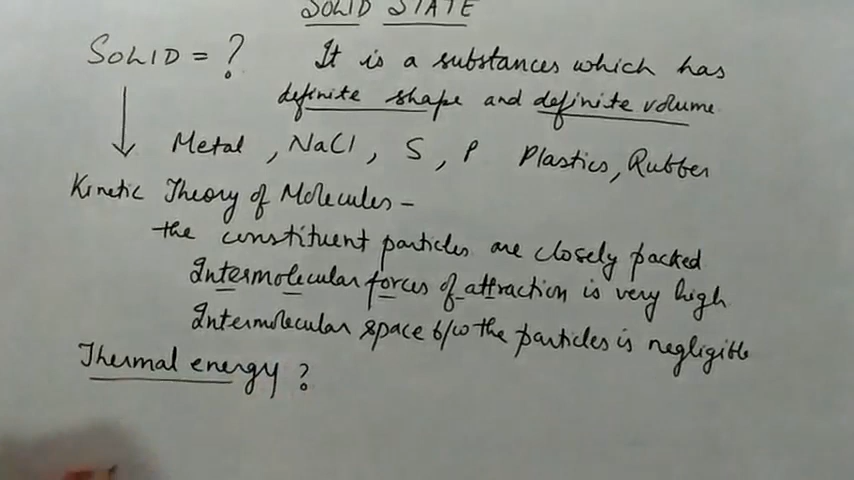 SOLID STATE
SOLID = ? It is a substances which has
definite shape and definite volume
Metal, NaCl, S, P Plastics, Rubber
Kinetic Theory of Molecules -
the constituent particles are closely packed
Intermolecular forces of attraction is very high
Intermolecular space b/w the particles is negligible
Thermal energy ?